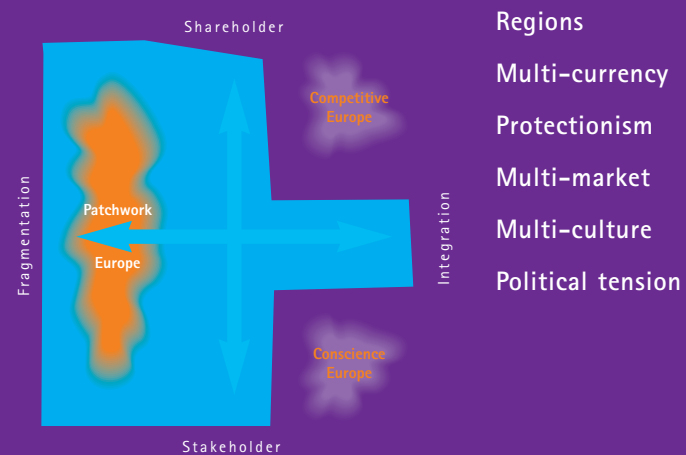 Shareholder
Competitive
Europe
Fragmentation
Patchwork
Europe
Integration
Conscience
Europe
Stakeholder
Regions
Multi-currency
Protectionism
Multi-market
Multi-culture
Political tension